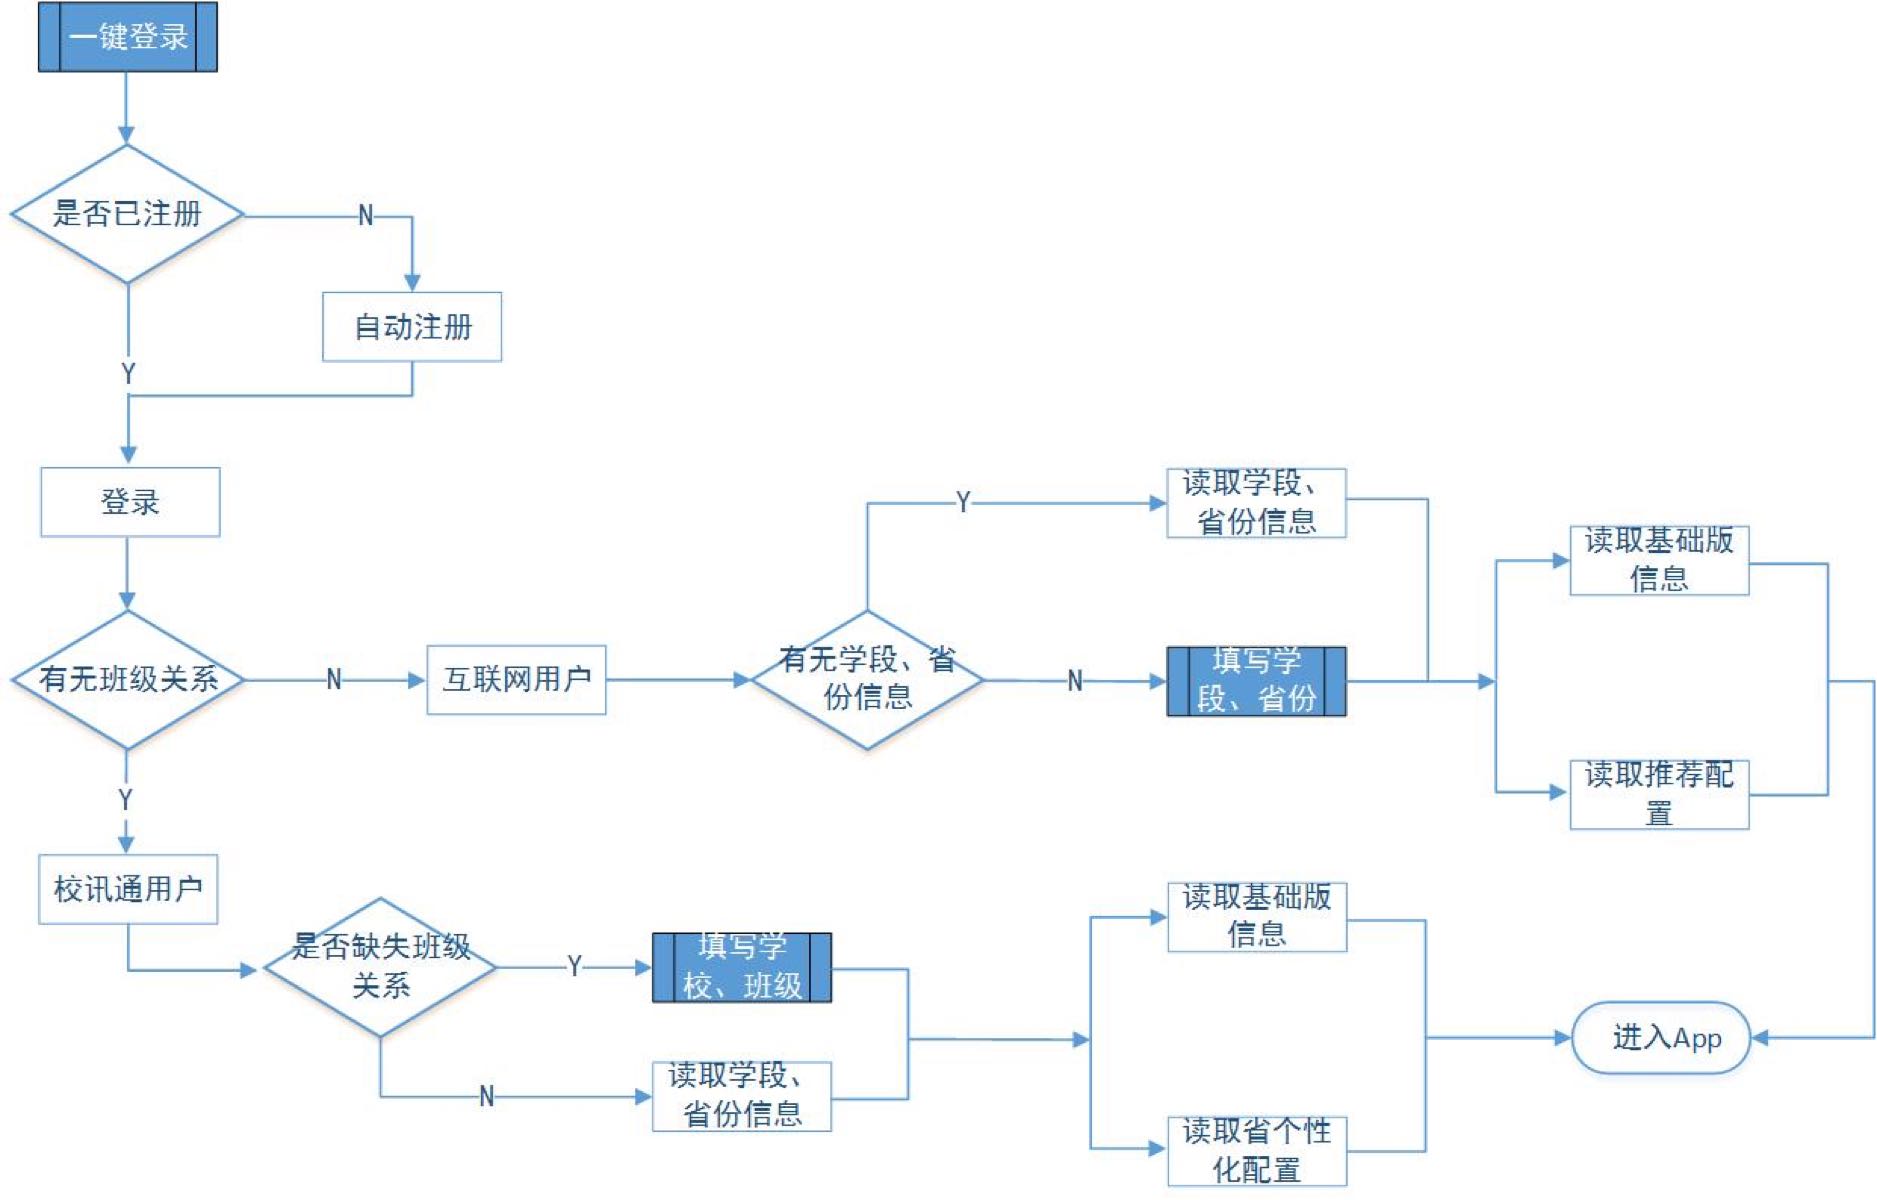 一键登录
是否已注册
N
自动注册
Y
登录
有无班级关系
N
互联网用户
有无学段、省
份信息
Y
读取学段、
省份信息
N
填写学
段、省份
读取基础版
信息
读取推荐配
置
Y
校讯通用户
是否缺失班级
关系
Y
填写学
校、班级
N
读取学段、
省份信息
读取基础版
信息
读取省个性
化配置
进入App